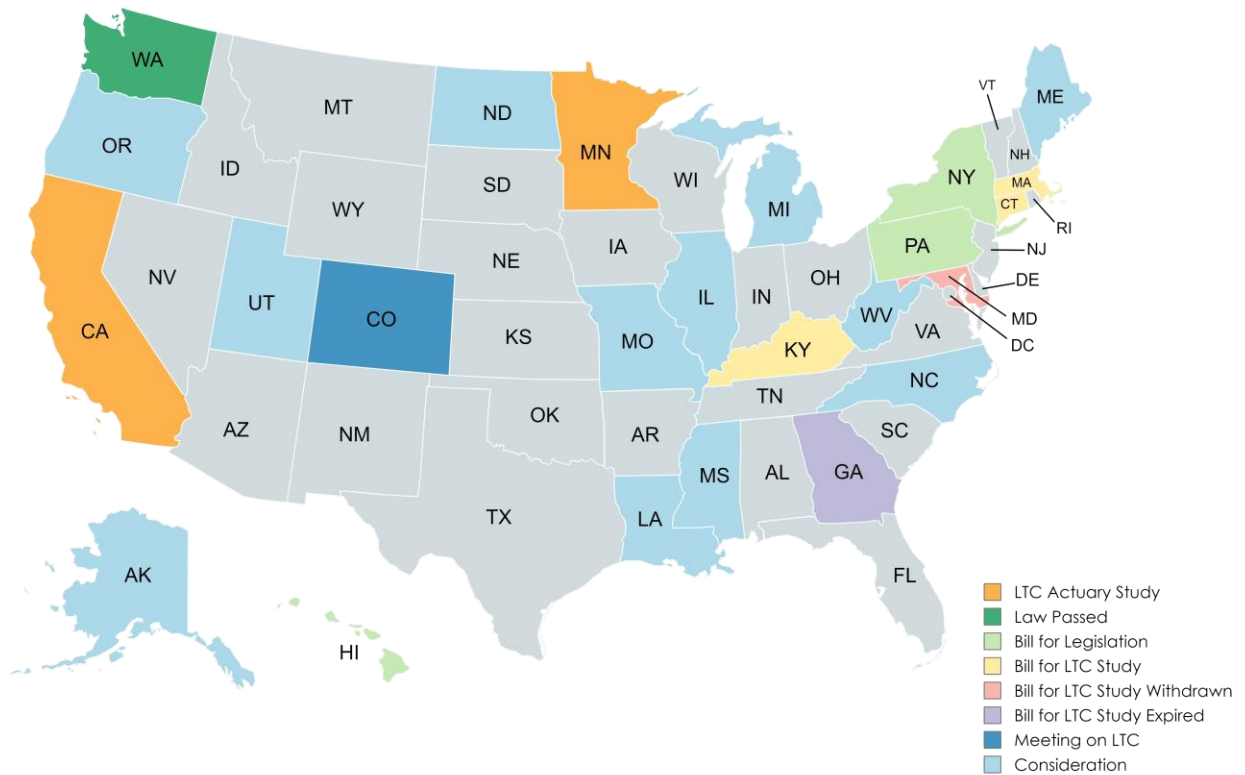 WA
MT
ND
MN
VT
ME
OR
ID
SD
WI
NH
NY
MA
CT
RI
WY
MI
IA
PA
NJ
NE
NV
UT
CO
IL
IN
OH
DE
MD
DC
CA
KS
MO
WV
VA
KY
NC
TN
AZ
NM
OK
AR
SC
MS
AL
GA
TX
LA
AK
FL
HI
LTC Actuary Study
Law Passed
Bill for Legislation
Bill for LTC Study
Bill for LTC Study Withdrawn
Bill for LTC Study Expired
Meeting on LTC
Consideration